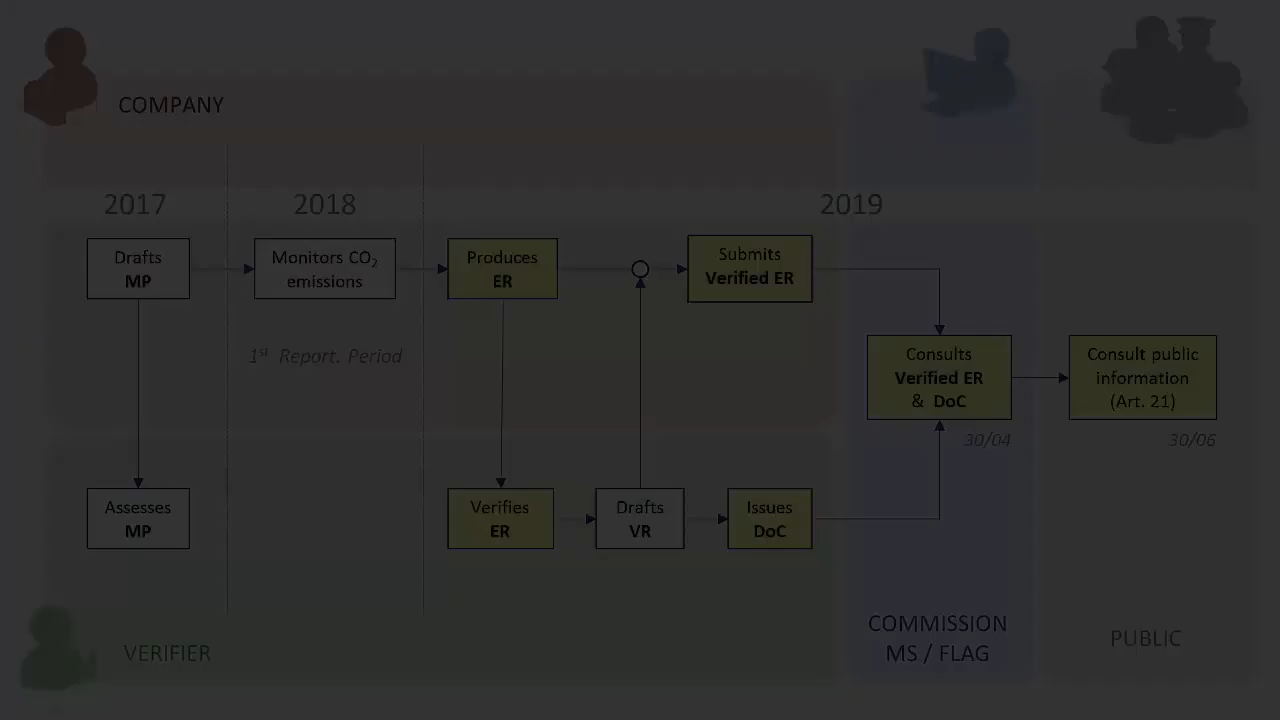 COMPANY
2017
2018
2019
Drafts
MP
Monitors CO₂
emissions
Produces
ER
Submits
Verified ER
1st Report. Period
Consults
Verified ER
& DoC
30/04
Consult public
information
(Art. 21)
30/06
Assesses
MP
Verifies
ER
Drafts
VR
Issues
DoC
VERIFIER
COMMISSION
MS / FLAG
PUBLIC